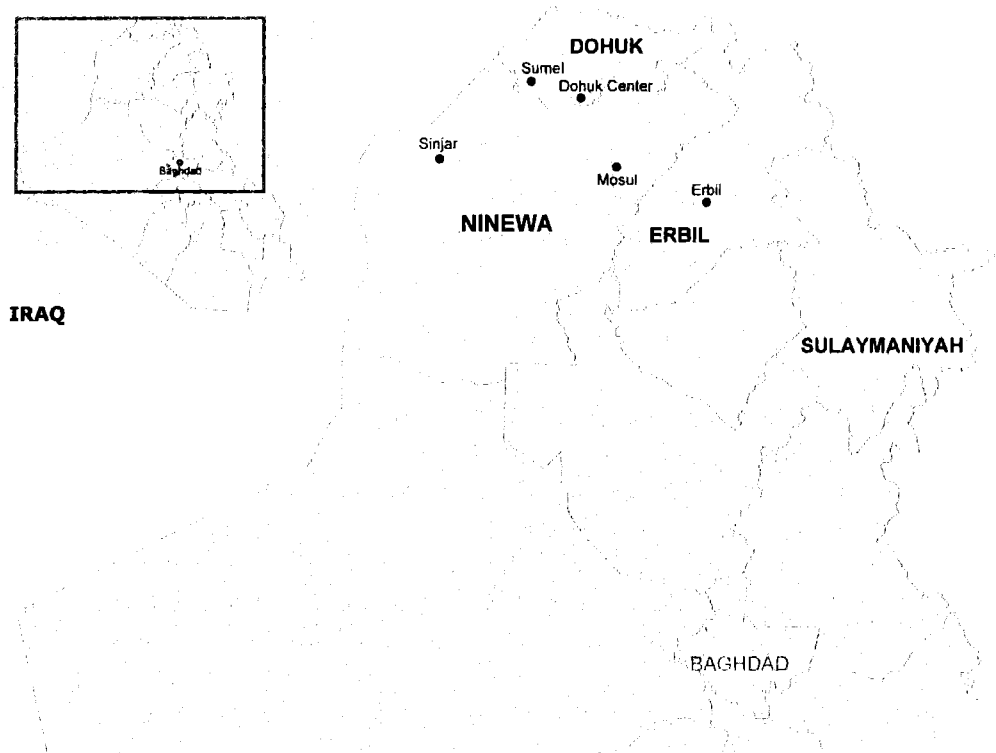 DOHUK
Sumel
Dohuk Center
Sinjar
Mosul
Erbil
NINEWA
ERBIL
Baghdad
IRAQ
SULAYMANIYAH
BAGHDAD